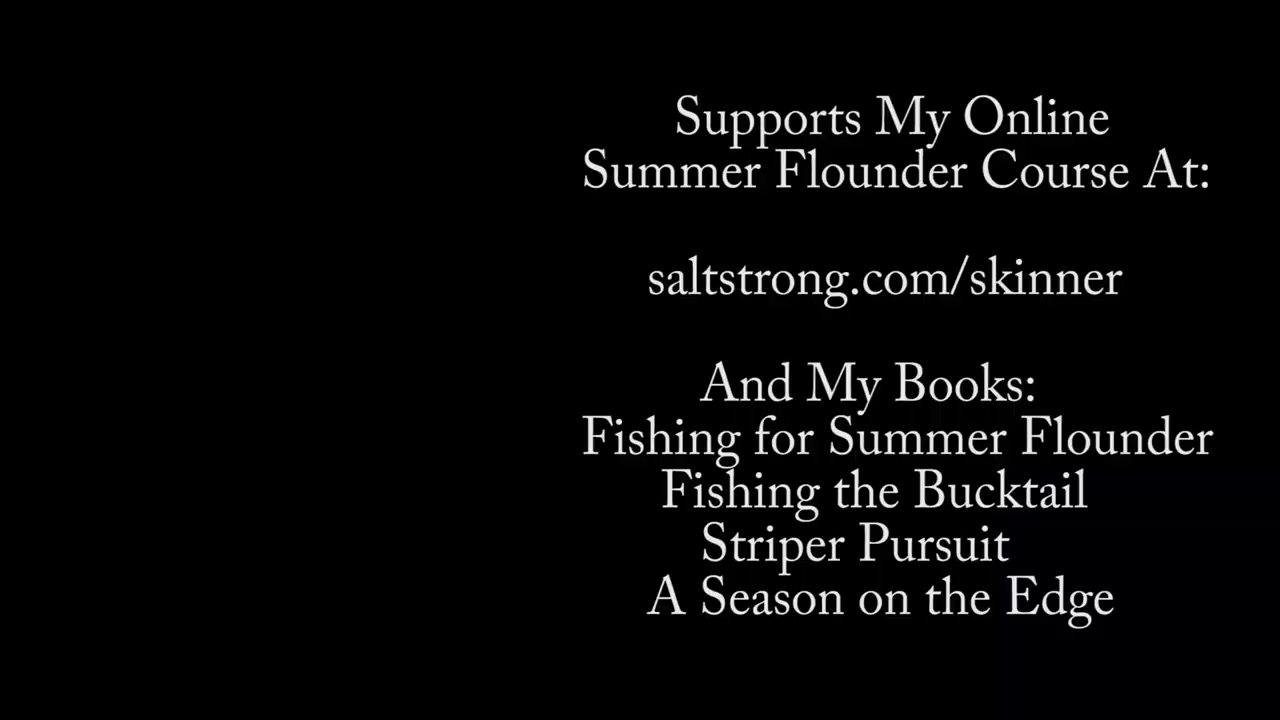 Supports My Online
Summer Flounder Course At:
saltstrong.com/skinner
And My Books:
Fishing for Summer Flounder
Fishing the Bucktail
Striper Pursuit
A Season on the Edge